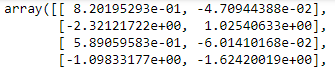 array([[ 8.20195293e-01, -4.70944388e-02],
[-2.32121722e+00, 1.02540633e+00],
[ 5.89059583e-01, -6.01410168e-02],
[-1.09833177e+00, -1.62420019e+00],